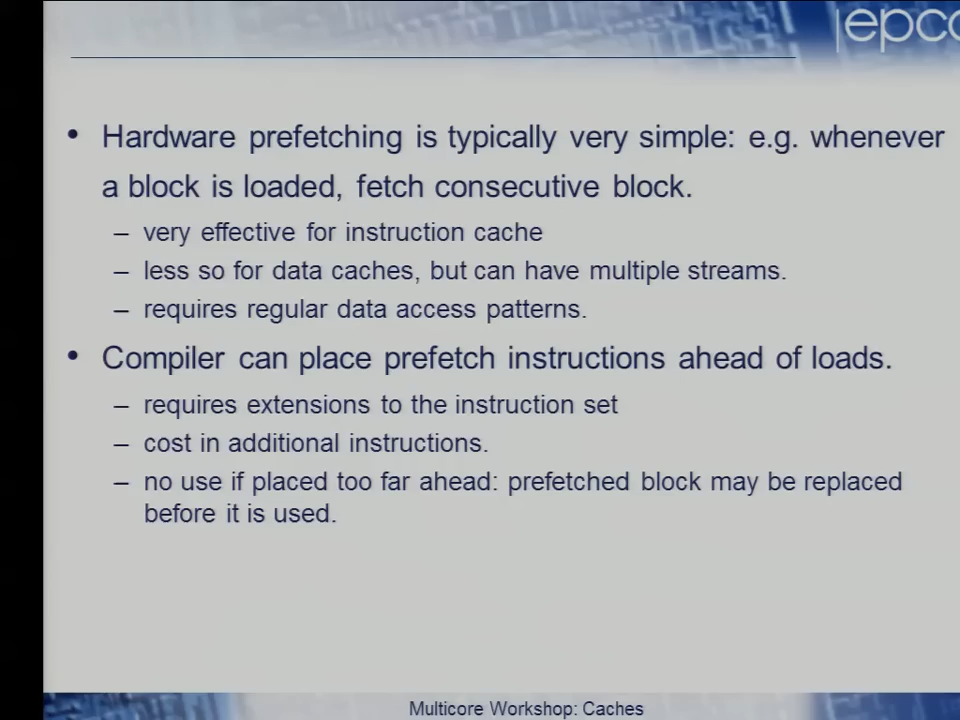 |epcc
• Hardware prefetching is typically very simple: e.g. whenever
a block is loaded, fetch consecutive block.
– very effective for instruction cache
– less so for data caches, but can have multiple streams.
– requires regular data access patterns.
• Compiler can place prefetch instructions ahead of loads.
– requires extensions to the instruction set
– cost in additional instructions.
– no use if placed too far ahead: prefetched block may be replaced
before it is used.
Multicore Workshop: Caches